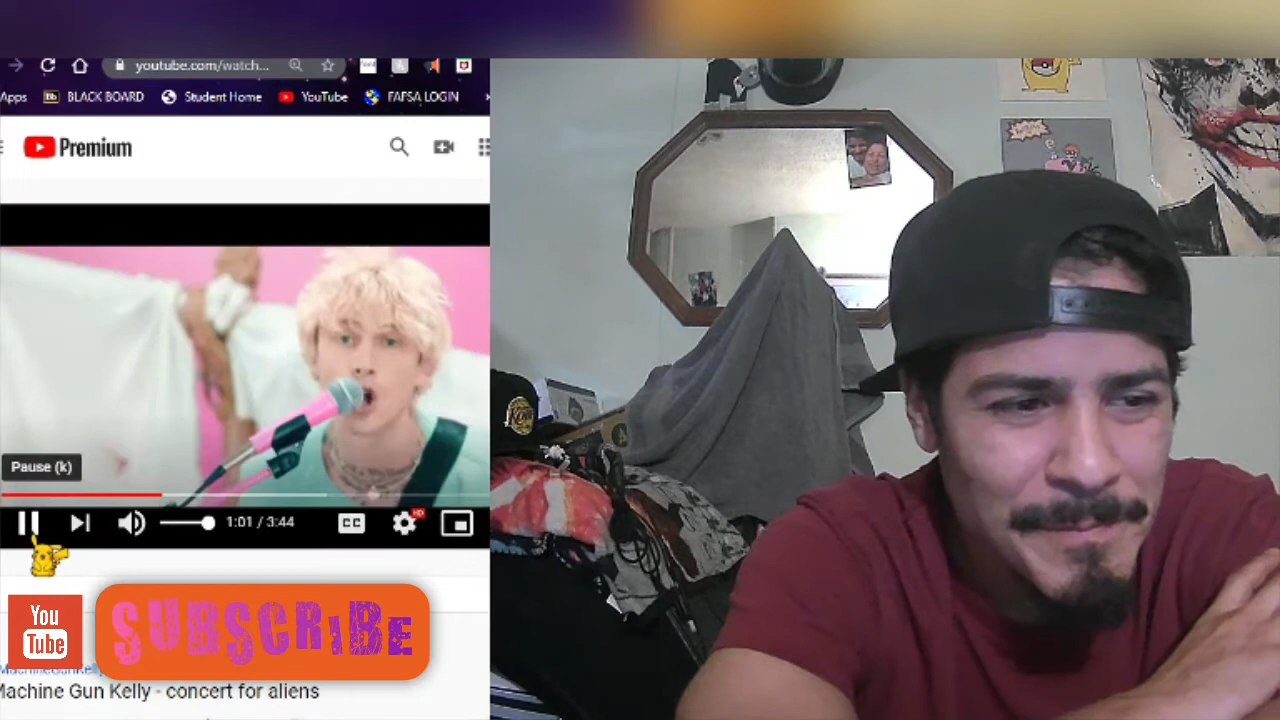 youtube.com/watch...
Apps BLACK BOARD Student Home YouTube FAFSA LOGIN
Premium
Pause (k)
1:01 / 3:44 CC HD
You
Tube
SUBSCRIBE
Machine Gun Kelly - concert for aliens